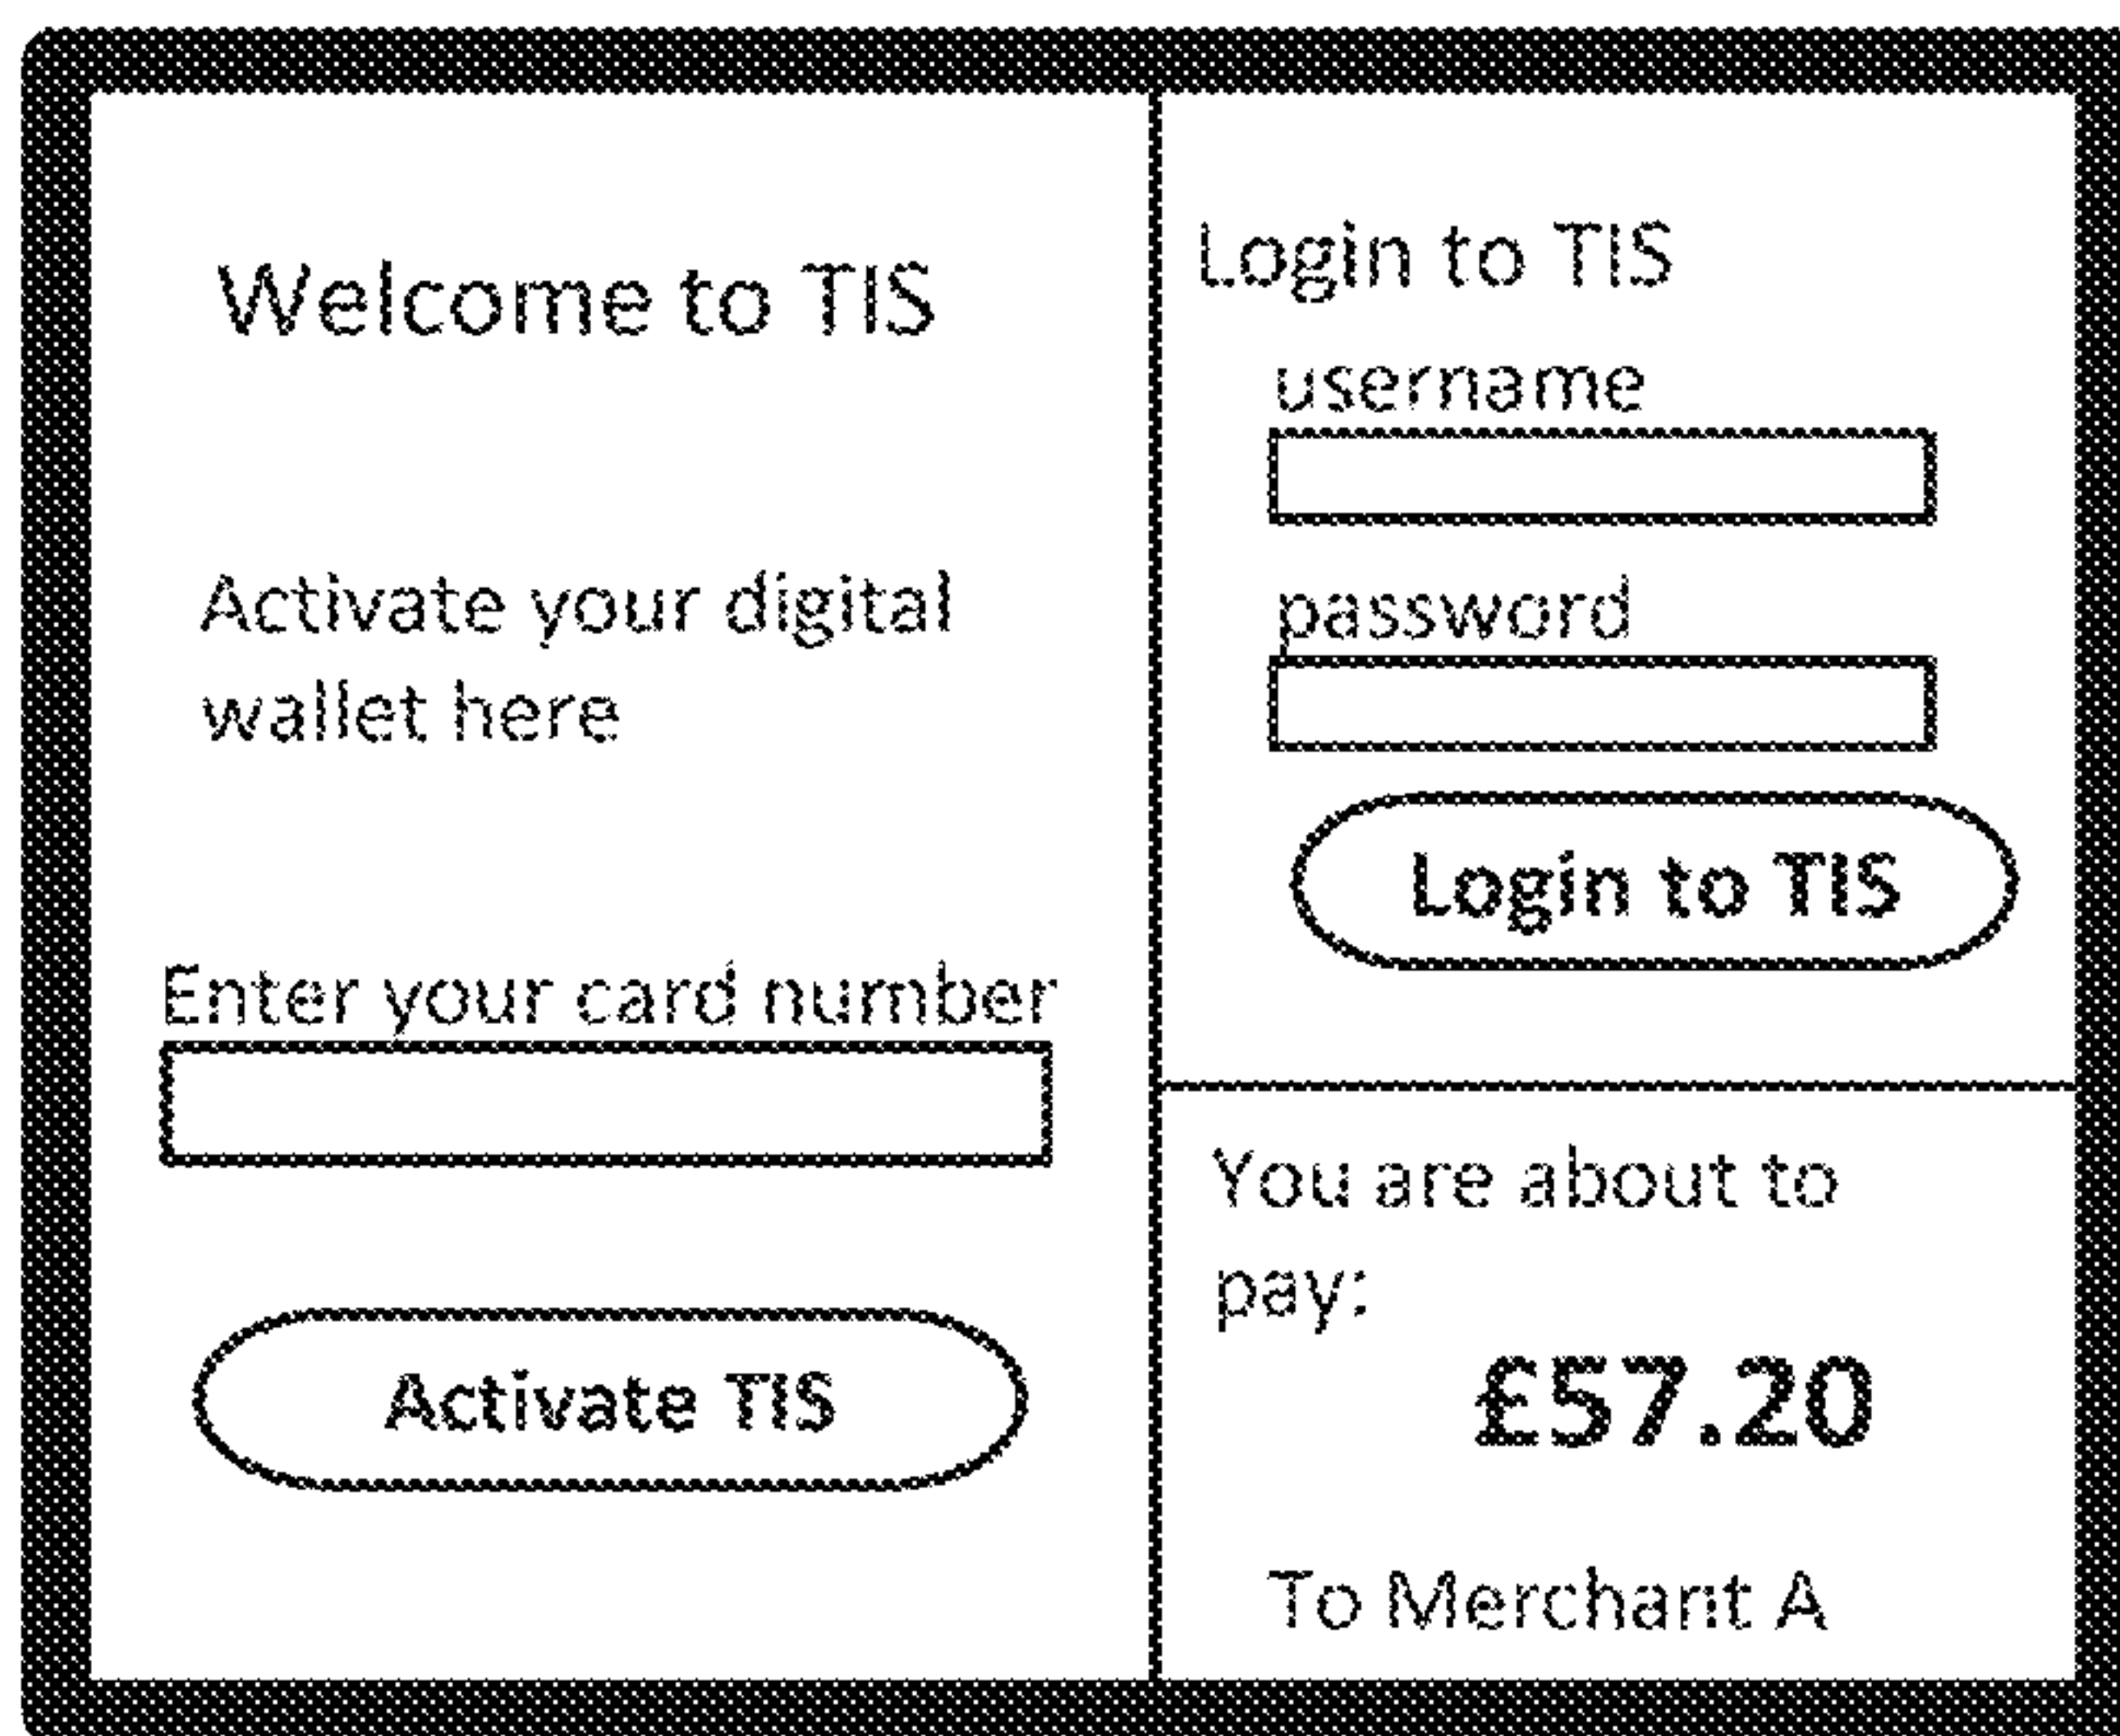 Welcome to TIS
Activate your digital
wallet here
Enter your card number
Activate TIS
Login to TIS
username
password
Login to TIS
You are about to
pay:
£57.20
To Merchant A